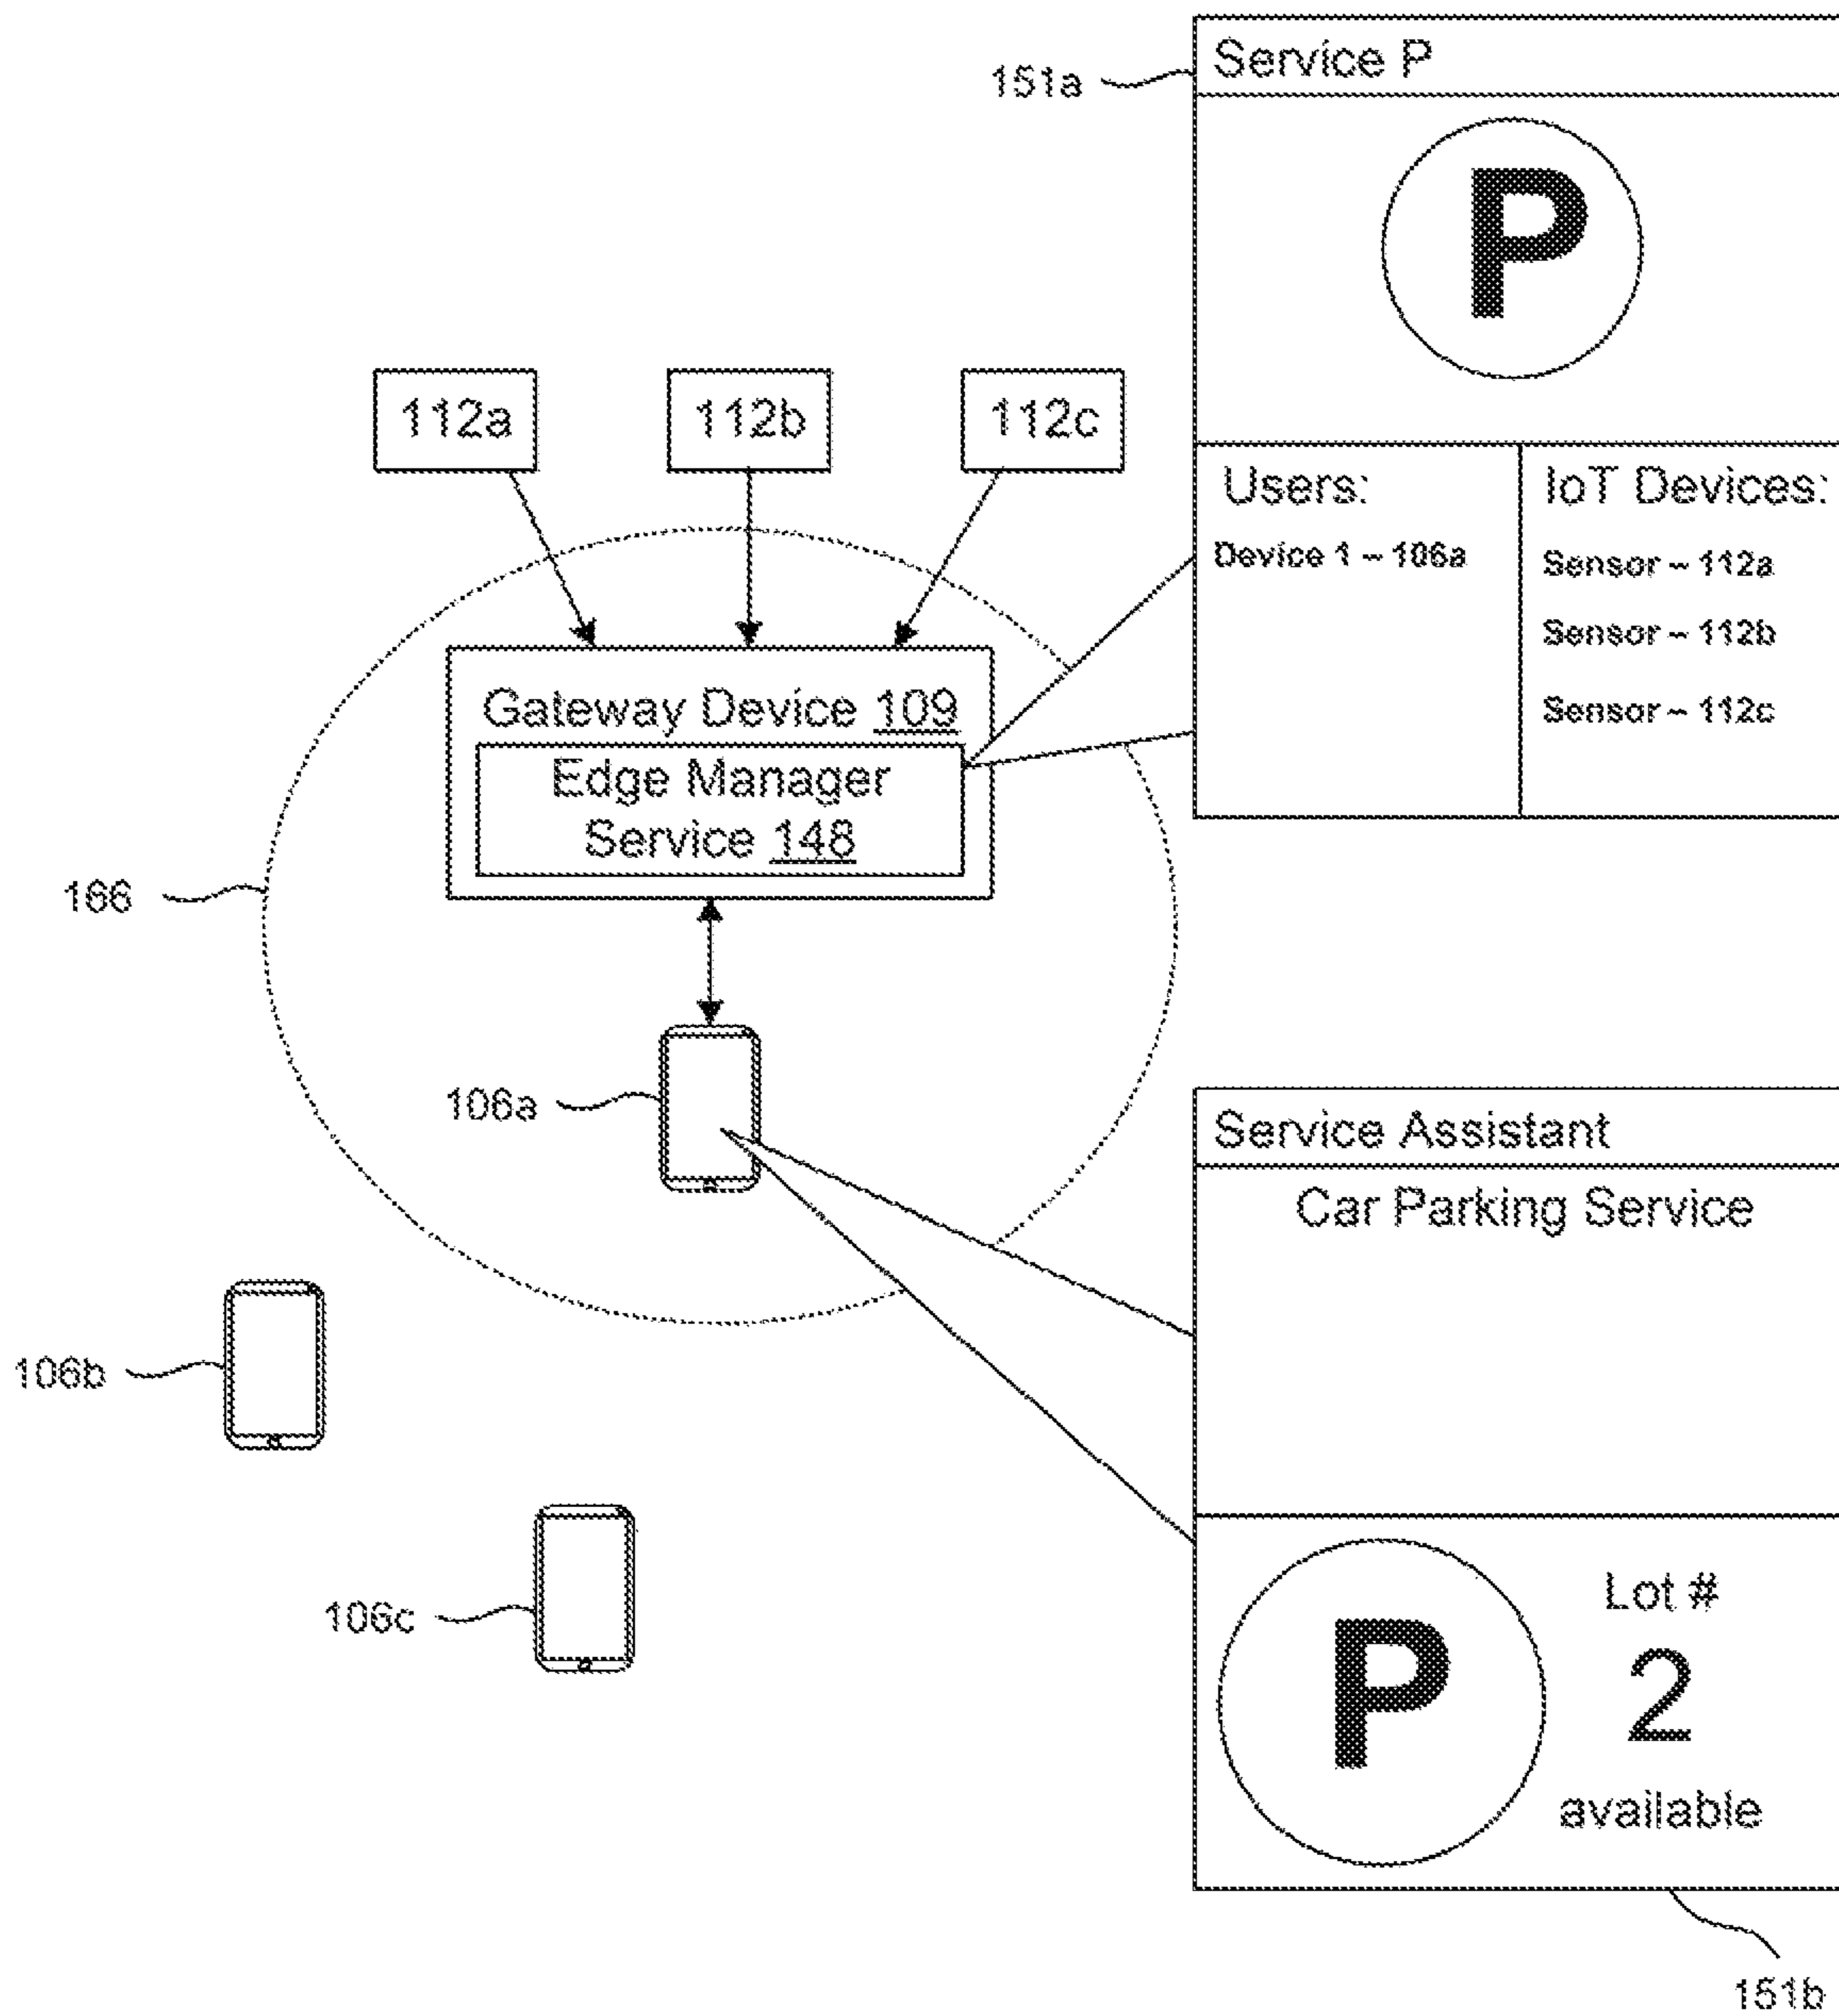 151a
Service P
P
112a
112b
112c
Users:
Device 1 – 106a
IoT Devices:
Sensor – 112a
Sensor – 112b
Sensor – 112c
Gateway Device 109
Edge Manager
Service 148
166
106a
Service Assistant
Car Parking Service
106b
106c
P
Lot #
2
available
151b